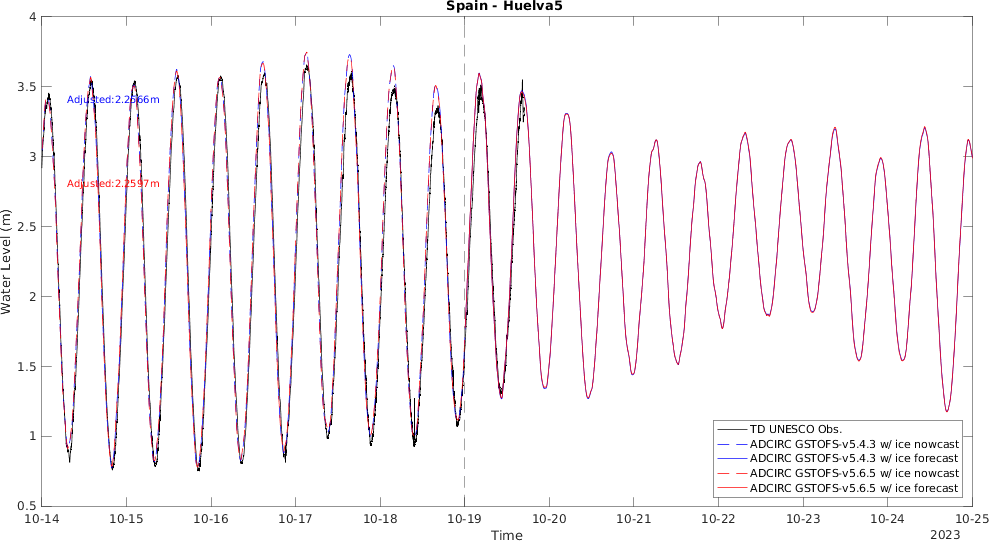 Spain - Huelva5
4
3.5
3
2.5
2
1.5
1
0.5
Water Level (m)
Adjusted:2.2566m
Adjusted:2.2597m
TD UNESCO Obs.
ADCIRC GSTOFS-v5.4.3 w/ ice nowcast
ADCIRC GSTOFS-v5.4.3 w/ ice forecast
ADCIRC GSTOFS-v5.6.5 w/ ice nowcast
ADCIRC GSTOFS-v5.6.5 w/ ice forecast
10-14 10-15 10-16 10-17 10-18 10-19 10-20 10-21 10-22 10-23 10-24 10-25
Time
2023